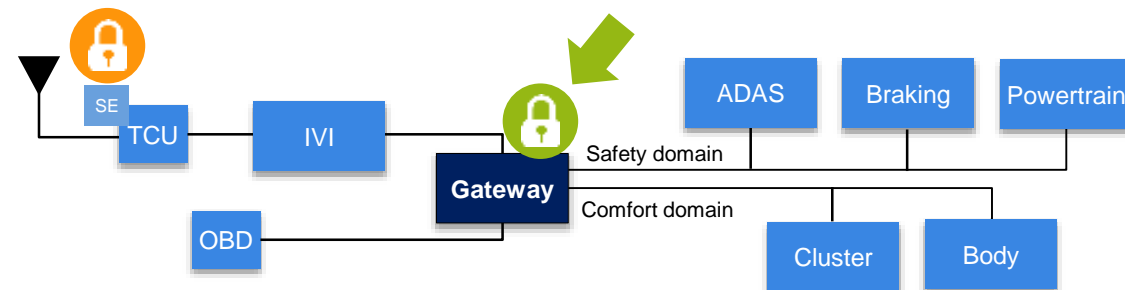 SE
TCU
IVI
OBD
Gateway
Safety domain
Comfort domain
ADAS
Braking
Powertrain
Cluster
Body